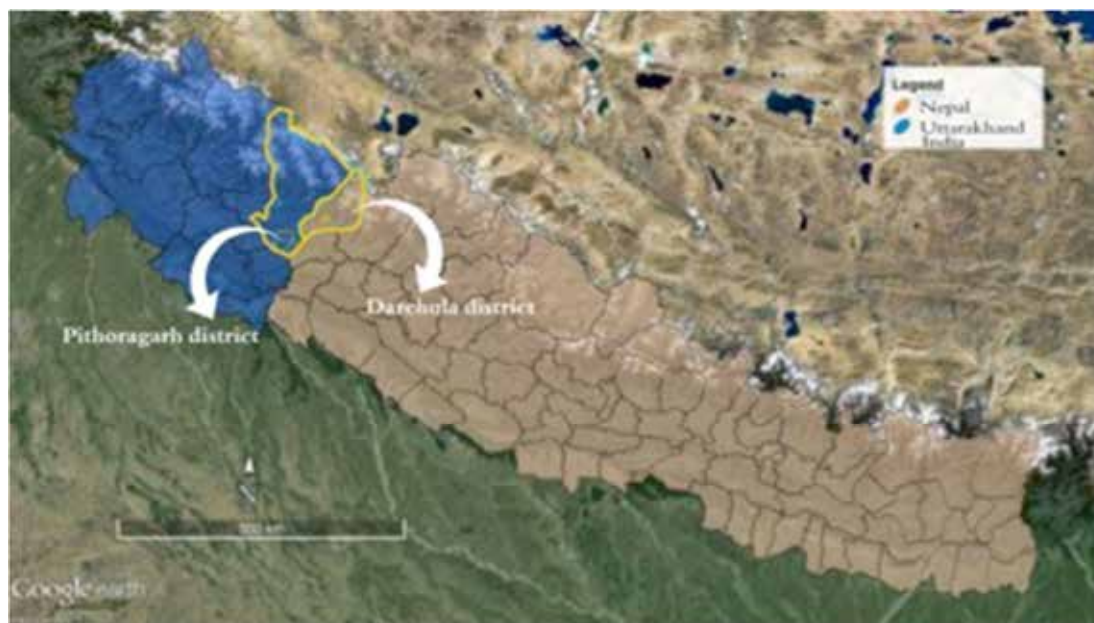 Legend
Nepal
Uttarakhand
India
Darchula district
Pithoragarh district
Google earth